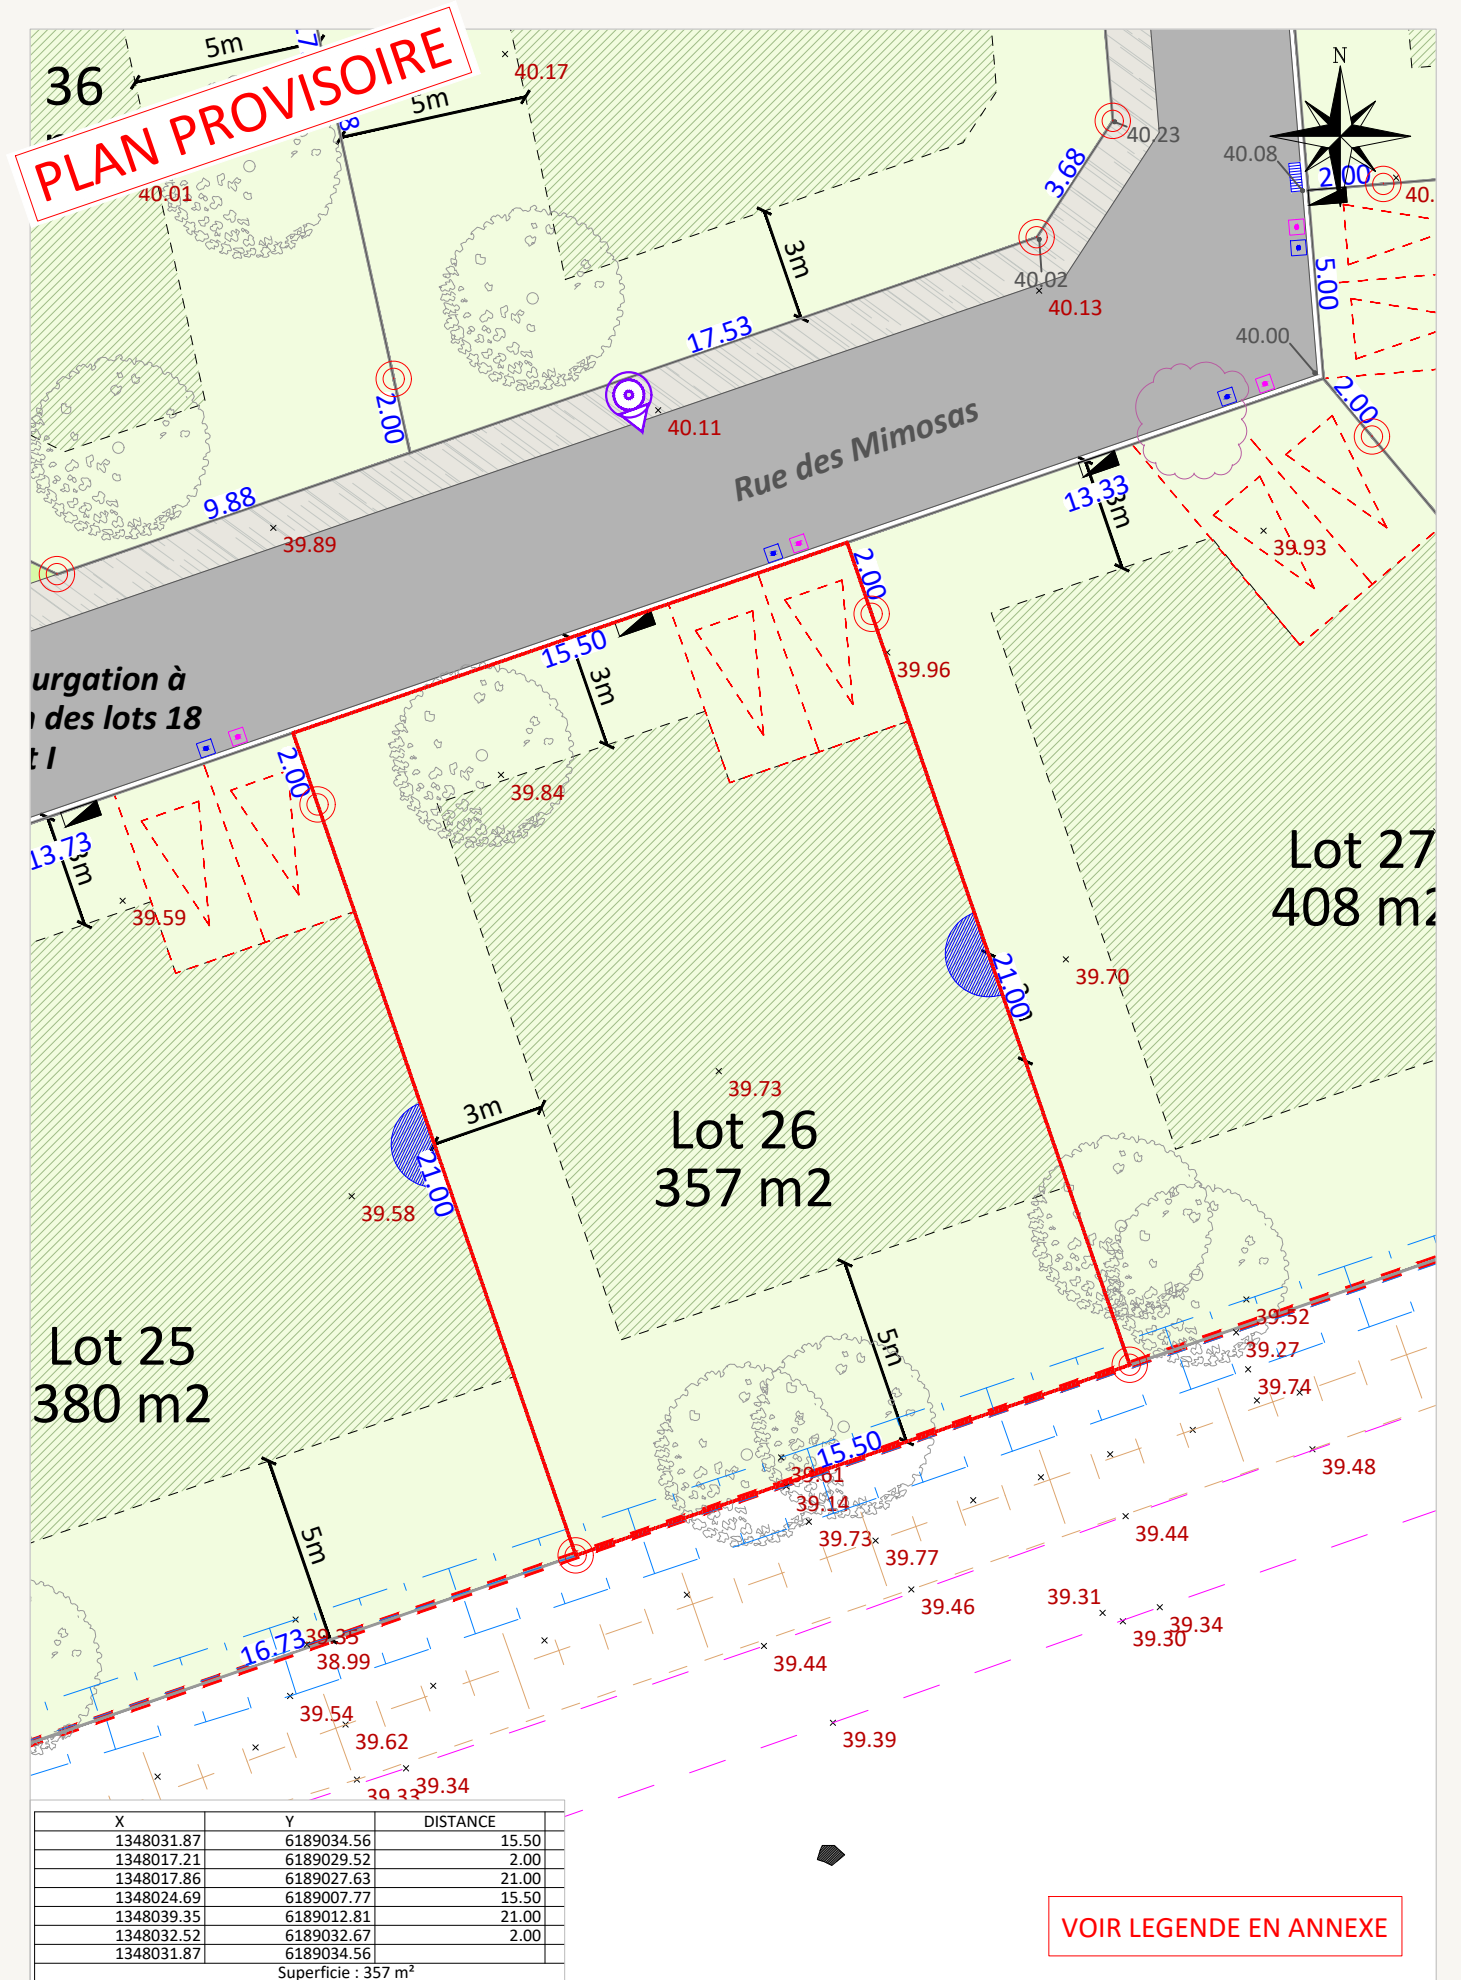 5m
36
PLAN PROVISOIRE
5m
40.17
40.01
N
40.23
40.08
3.68
2.00
40.
3m
5.00
40.02
40.13
17.53
40.00
2.00
2.00
40.11
Rue des Mimosas
9.88
39.89
13.33
3m
39.93
2.00
15.50
3m
39.96
urgation à
des lots 18
t I
2.00
39.84
13.73
3m
39.59
Lot 27
408 m2
21.00
39.70
39.73
3m
Lot 26
357 m2
21.00
39.58
Lot 25
380 m2
5m
39.52
39.27
39.74
15.50
39.61
39.14
39.73
39.77
39.48
39.44
5m
39.46
39.31
39.34
39.30
16.73
39.35
38.99
39.44
39.54
39.62
39.39
39.34
39.33
X Y DISTANCE
1348031.87 6189034.56 15.50
1348017.21 6189029.52 2.00
1348017.86 6189027.63 21.00
1348024.69 6189007.77 15.50
1348039.35 6189012.81 21.00
1348032.52 6189032.67 2.00
1348031.87 6189034.56
Superficie : 357 m²
VOIR LEGENDE EN ANNEXE